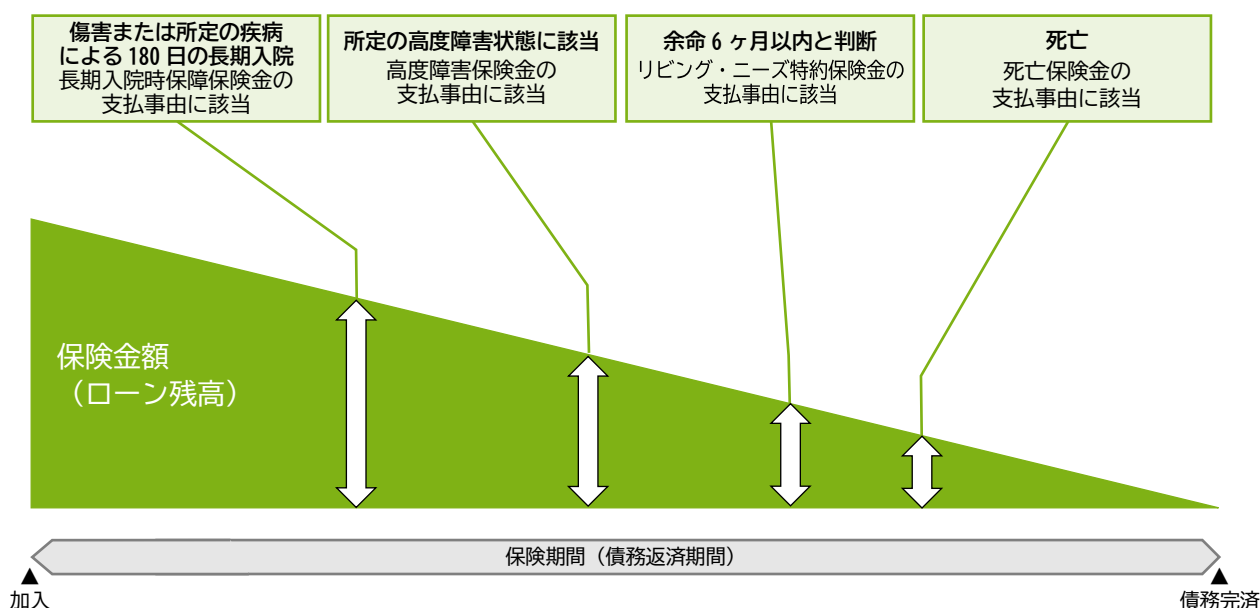 傷害または所定の疾病
による 180 日の長期入院
長期入院時保障保険金の
支払事由に該当
所定の高度障害状態に該当
高度障害保険金の
支払事由に該当
余命 6 ヶ月以内と判断
リビング・ニーズ特約保険金の
支払事由に該当
死亡
死亡保険金の
支払事由に該当
保険金額
（ローン残高）
保険期間（債務返済期間）
▲
加入
▲
債務完済